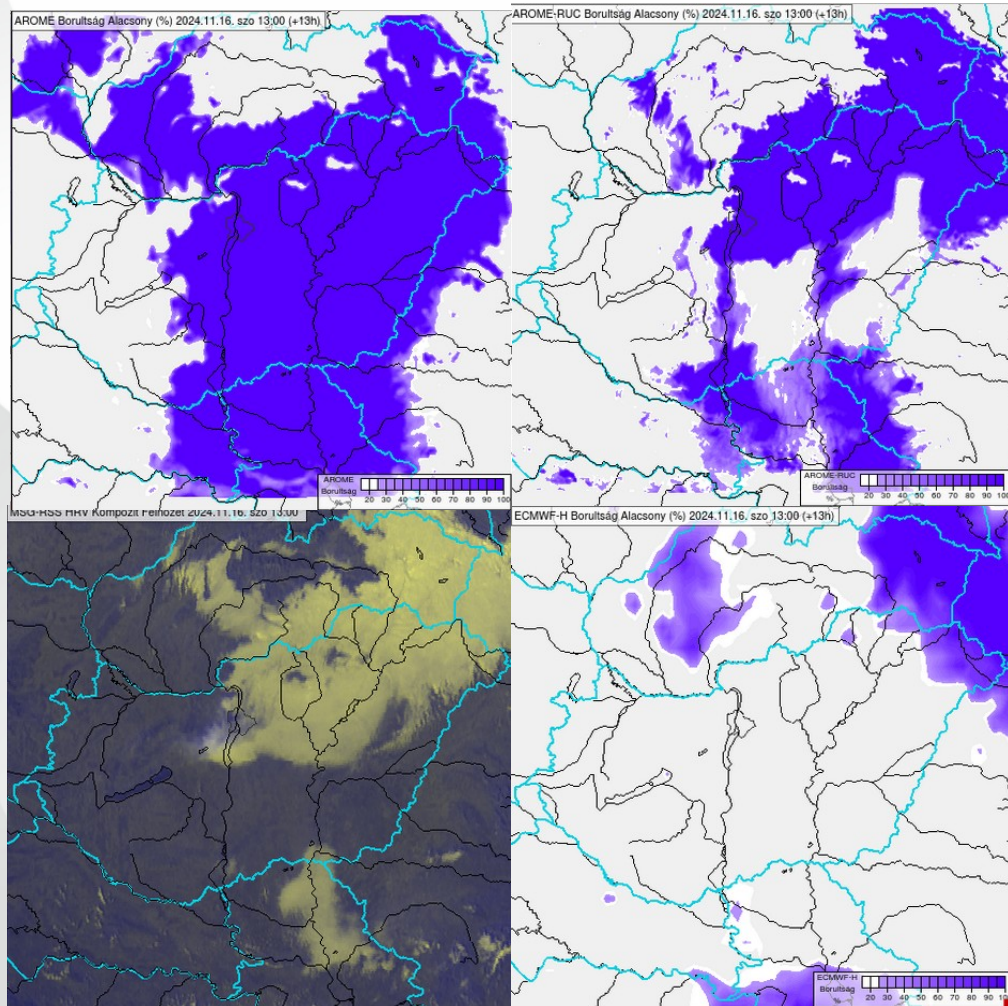 AROME Borultság Alacsony (%) 2024.11.16. szo 13:00 (+13h)
AROME-RUC Borultság Alacsony (%) 2024.11.16. szo 13:00 (+13h)
AROME
Borultság
%
20 30 40 50 60 70 80 90 100
AROME-RUC
Borultság
%
20 30 40 50 60 70 80 90 100
MSG-RSS HRV Kompozit Felhőzet 2024.11.16. szo 13:00
ECMWF-H Borultság Alacsony (%) 2024.11.16. szo 13:00 (+13h)
ECMWF-H
Borultság
%
20 30 40 50 60 70 80 90